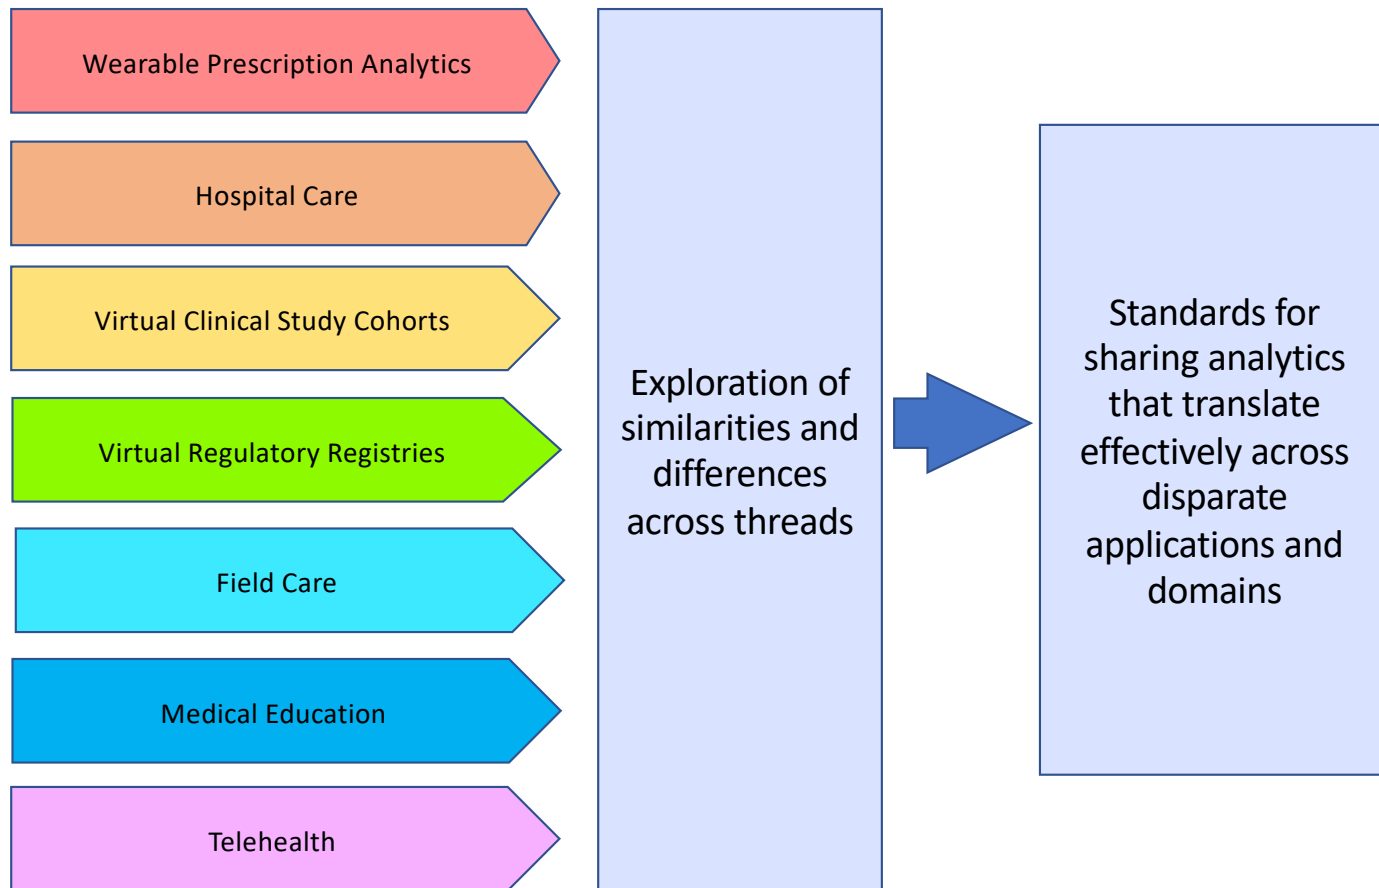 Wearable Prescription Analytics
Hospital Care
Virtual Clinical Study Cohorts
Virtual Regulatory Registries
Field Care
Medical Education
Telehealth
Exploration of
similarities and
differences
across threads
Standards for
sharing analytics
that translate
effectively across
disparate
applications and
domains